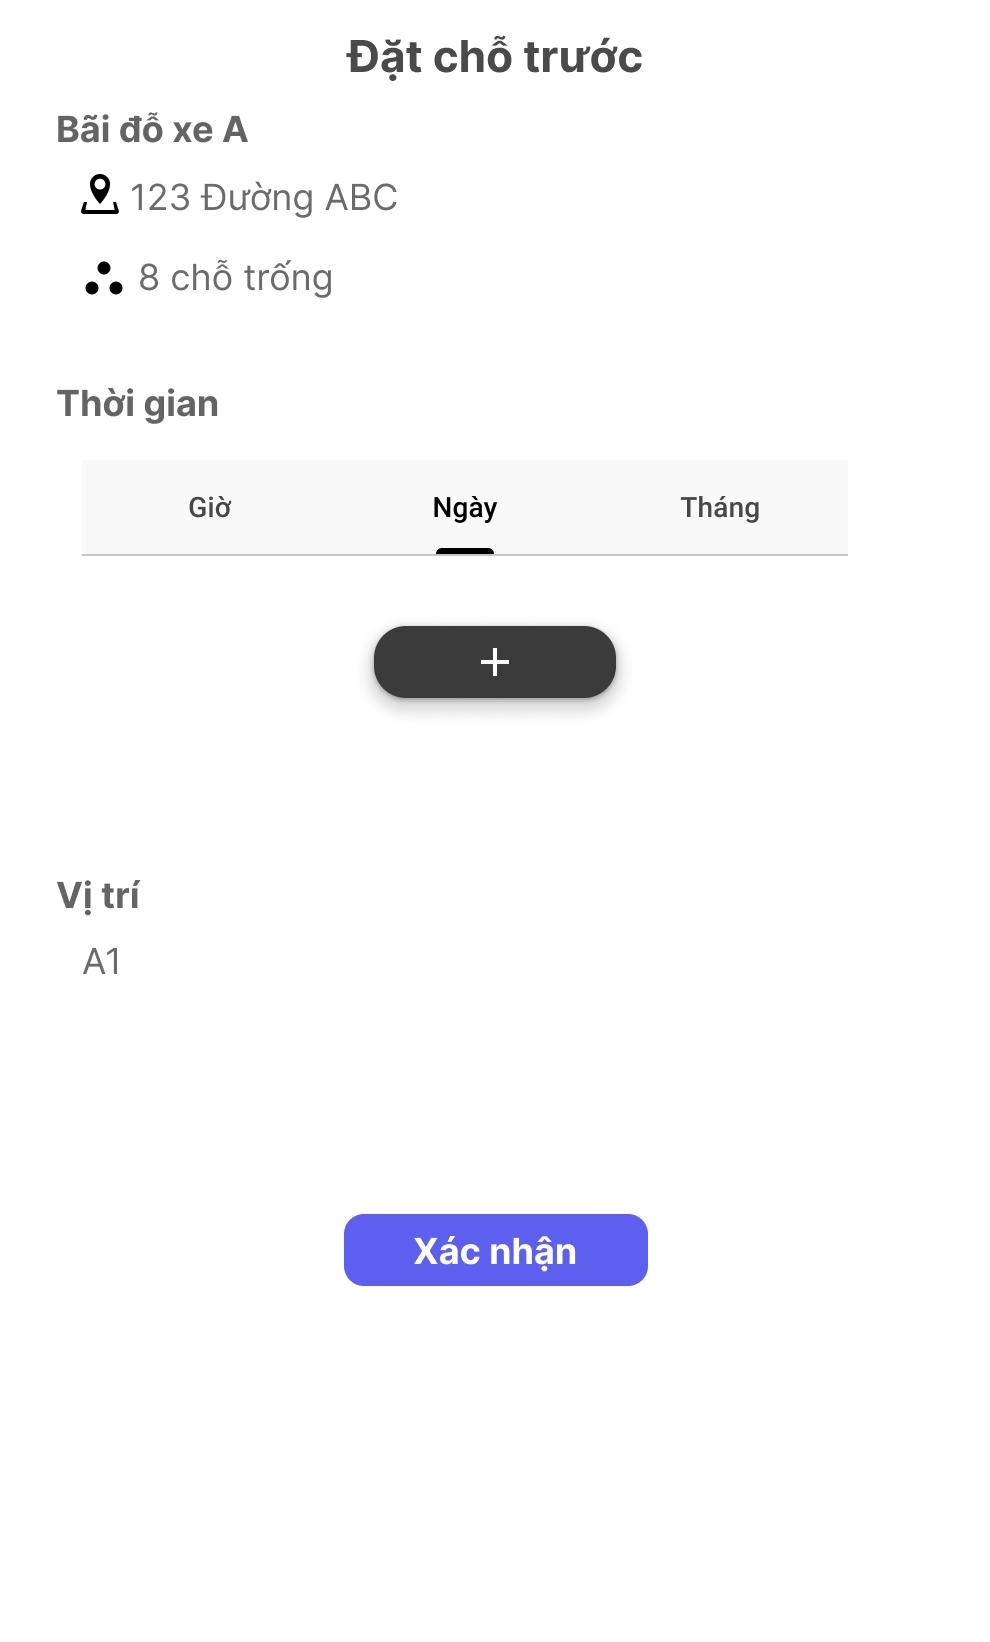 Đặt chỗ trước
Bãi đỗ xe A
123 Đường ABC
8 chỗ trống
Thời gian
Giờ Ngày Tháng
+
Vị trí
A1
Xác nhận